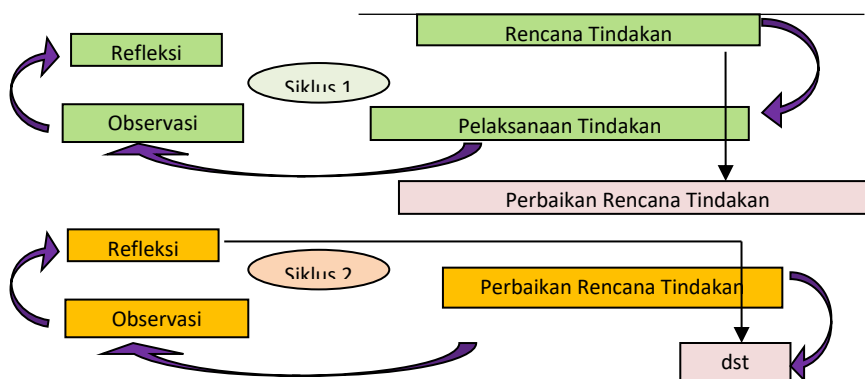 Rencana Tindakan
Refleksi
Siklus 1
Observasi
Pelaksanaan Tindakan
Perbaikan Rencana Tindakan
Refleksi
Siklus 2
Perbaikan Rencana Tindakan
Observasi
dst